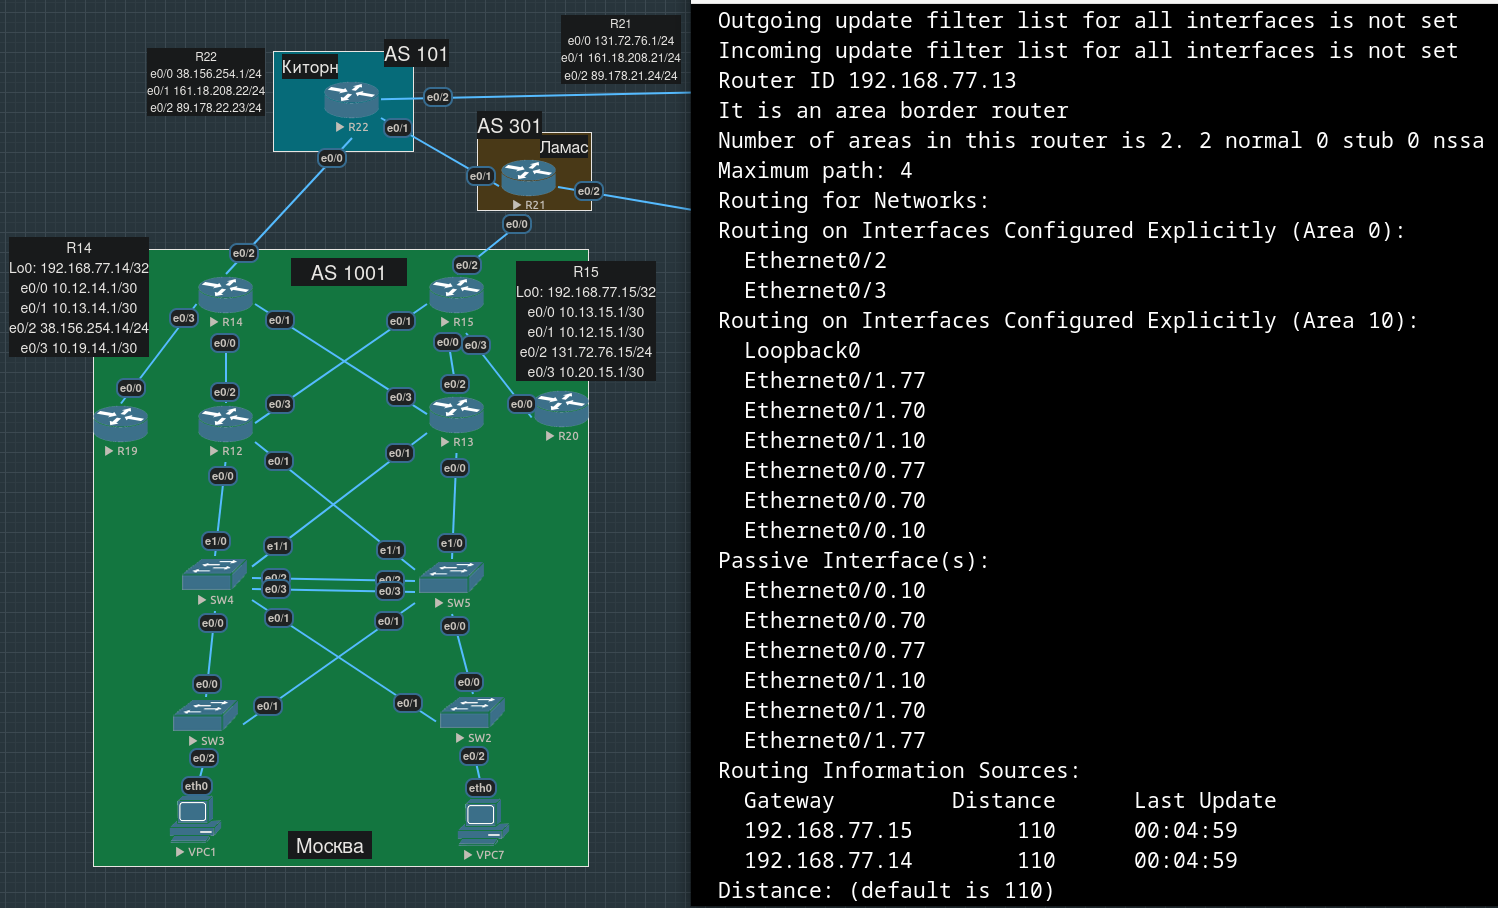 R22
e0/0 38.156.254.1/24
e0/1 161.18.208.22/24
e0/2 89.178.22.23/24
AS 101
Киторн
R22
e0/2
e0/1
e0/0
R21
e0/0 131.72.76.1/24
e0/1 161.18.208.21/24
e0/2 89.178.21.24/24
AS 301
Ламас
e0/1
R21
e0/2
e0/0
R14
Lo0: 192.168.77.14/32
e0/0 10.12.14.1/30
e0/1 10.13.14.1/30
e0/2 38.156.254.14/24
e0/3 10.19.14.1/30
e0/2
AS 1001
e0/2
R15
Lo0: 192.168.77.15/32
e0/0 10.13.15.1/30
e0/1 10.12.15.1/30
e0/2 131.72.76.15/24
e0/3 10.20.15.1/30
e0/3
R14
e0/1
e0/1
R15
e0/0
e0/0
e0/3
e0/0
e0/2
e0/3
e0/3
e0/2
e0/0
R19
R12
R13
R20
e0/1
e0/1
e0/0
e0/0
e1/0
e1/1
e1/1
e1/0
e0/2
e0/2
e0/3
e0/3
SW4
SW5
e0/0
e0/1
e0/1
e0/0
e0/0
e0/1
e0/1
e0/0
SW3
SW2
e0/2
e0/2
eth0
eth0
VPC1
Москва
VPC7
Outgoing update filter list for all interfaces is not set
Incoming update filter list for all interfaces is not set
Router ID 192.168.77.13
It is an area border router
Number of areas in this router is 2. 2 normal 0 stub 0 nssa
Maximum path: 4
Routing for Networks:
Routing on Interfaces Configured Explicitly (Area 0):
Ethernet0/2
Ethernet0/3
Routing on Interfaces Configured Explicitly (Area 10):
Loopback0
Ethernet0/1.77
Ethernet0/1.70
Ethernet0/1.10
Ethernet0/0.77
Ethernet0/0.70
Ethernet0/0.10
Passive Interface(s):
Ethernet0/0.10
Ethernet0/0.70
Ethernet0/0.77
Ethernet0/1.10
Ethernet0/1.70
Ethernet0/1.77
Routing Information Sources:
Gateway Distance Last Update
192.168.77.15 110 00:04:59
192.168.77.14 110 00:04:59
Distance: (default is 110)